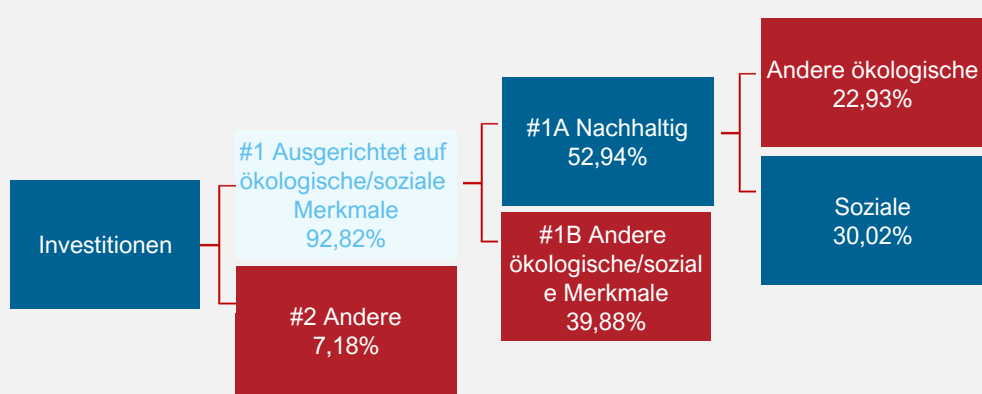 Investitionen
#1 Ausgerichtet auf
ökologische/soziale
Merkmale
92,82%
#2 Andere
7,18%
#1A Nachhaltig
52,94%
#1B Andere
ökologische/sozial
e Merkmale
39,88%
Andere ökologische
22,93%
Soziale
30,02%